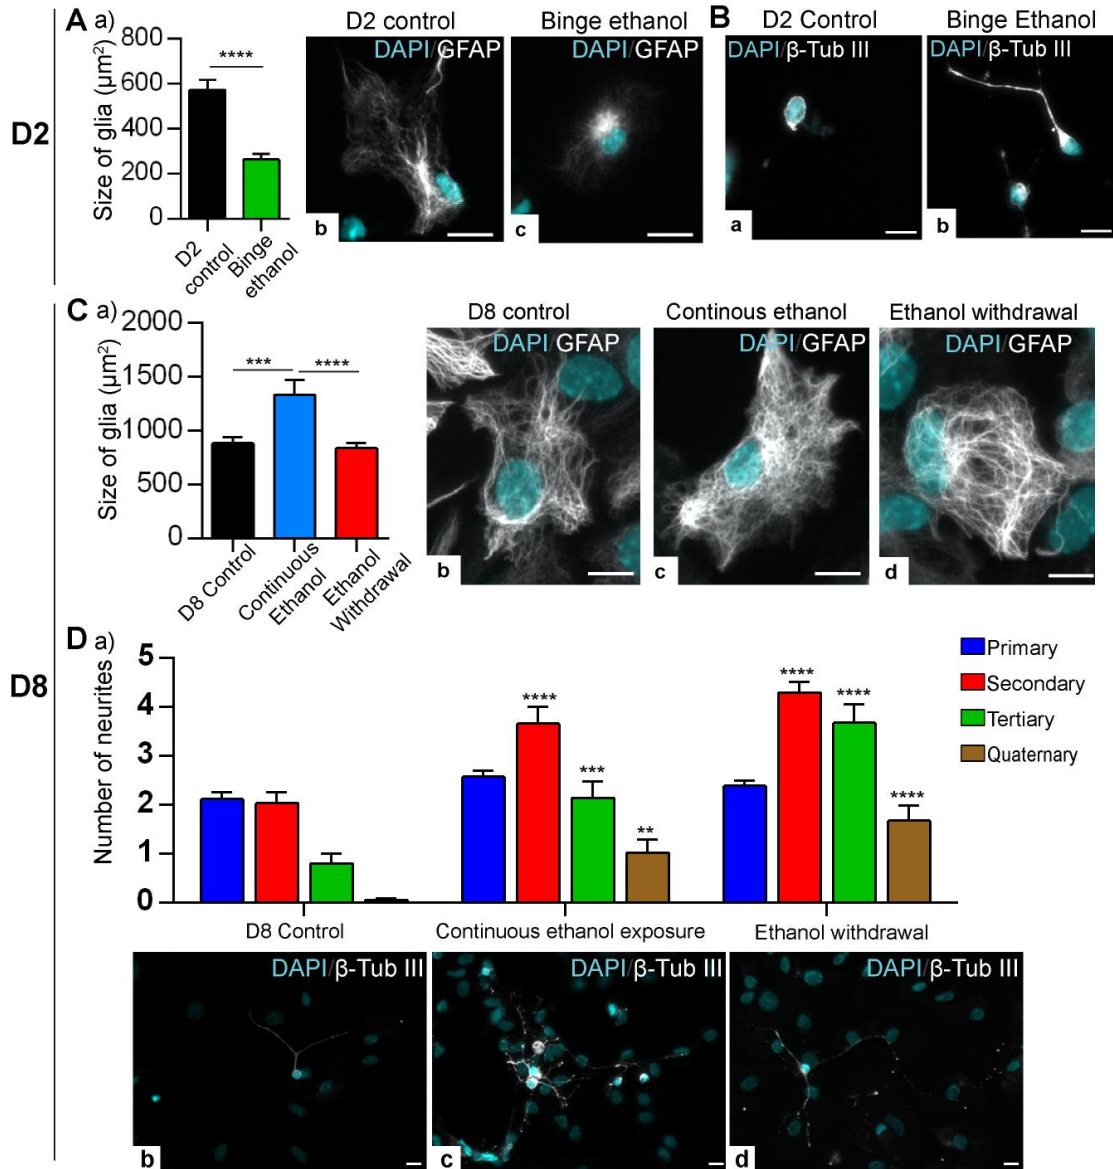 D2
A a)
Size of glia (µm²)
800
600
400
200
0
****
D2 control
Binge ethanol
D2 control
DAPI/GFAP
b
Binge ethanol
DAPI/GFAP
c
B
D2 Control
DAPI/β-Tub III
a
Binge Ethanol
DAPI/β-Tub III
b
D8
C a)
Size of glia (µm²)
2000
1500
1000
500
0
*** ****
D8 Control
Continuous Ethanol
Ethanol Withdrawal
D8 control
DAPI/GFAP
b
Continous ethanol
DAPI/GFAP
c
Ethanol withdrawal
DAPI/GFAP
d
D a)
Number of neurites
5
4
3
2
1
0
**** *** **
**** **** ****
Primary
Secondary
Tertiary
Quaternary
D8 Control
Continuous ethanol exposure
Ethanol withdrawal
DAPI/β-Tub III
b
DAPI/β-Tub III
c
DAPI/β-Tub III
d